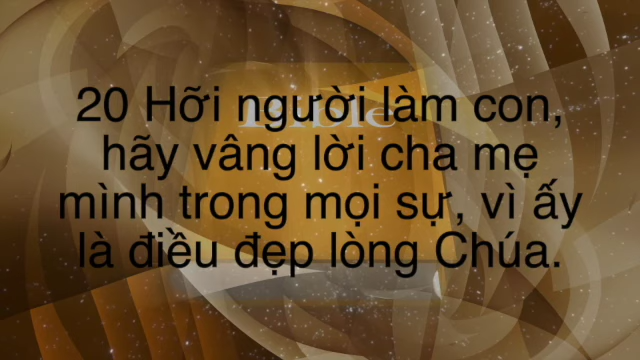 20 Hỡi người làm con,
hãy vâng lời cha mẹ
mình trong mọi sự, vì ấy
là điều đẹp lòng Chúa.